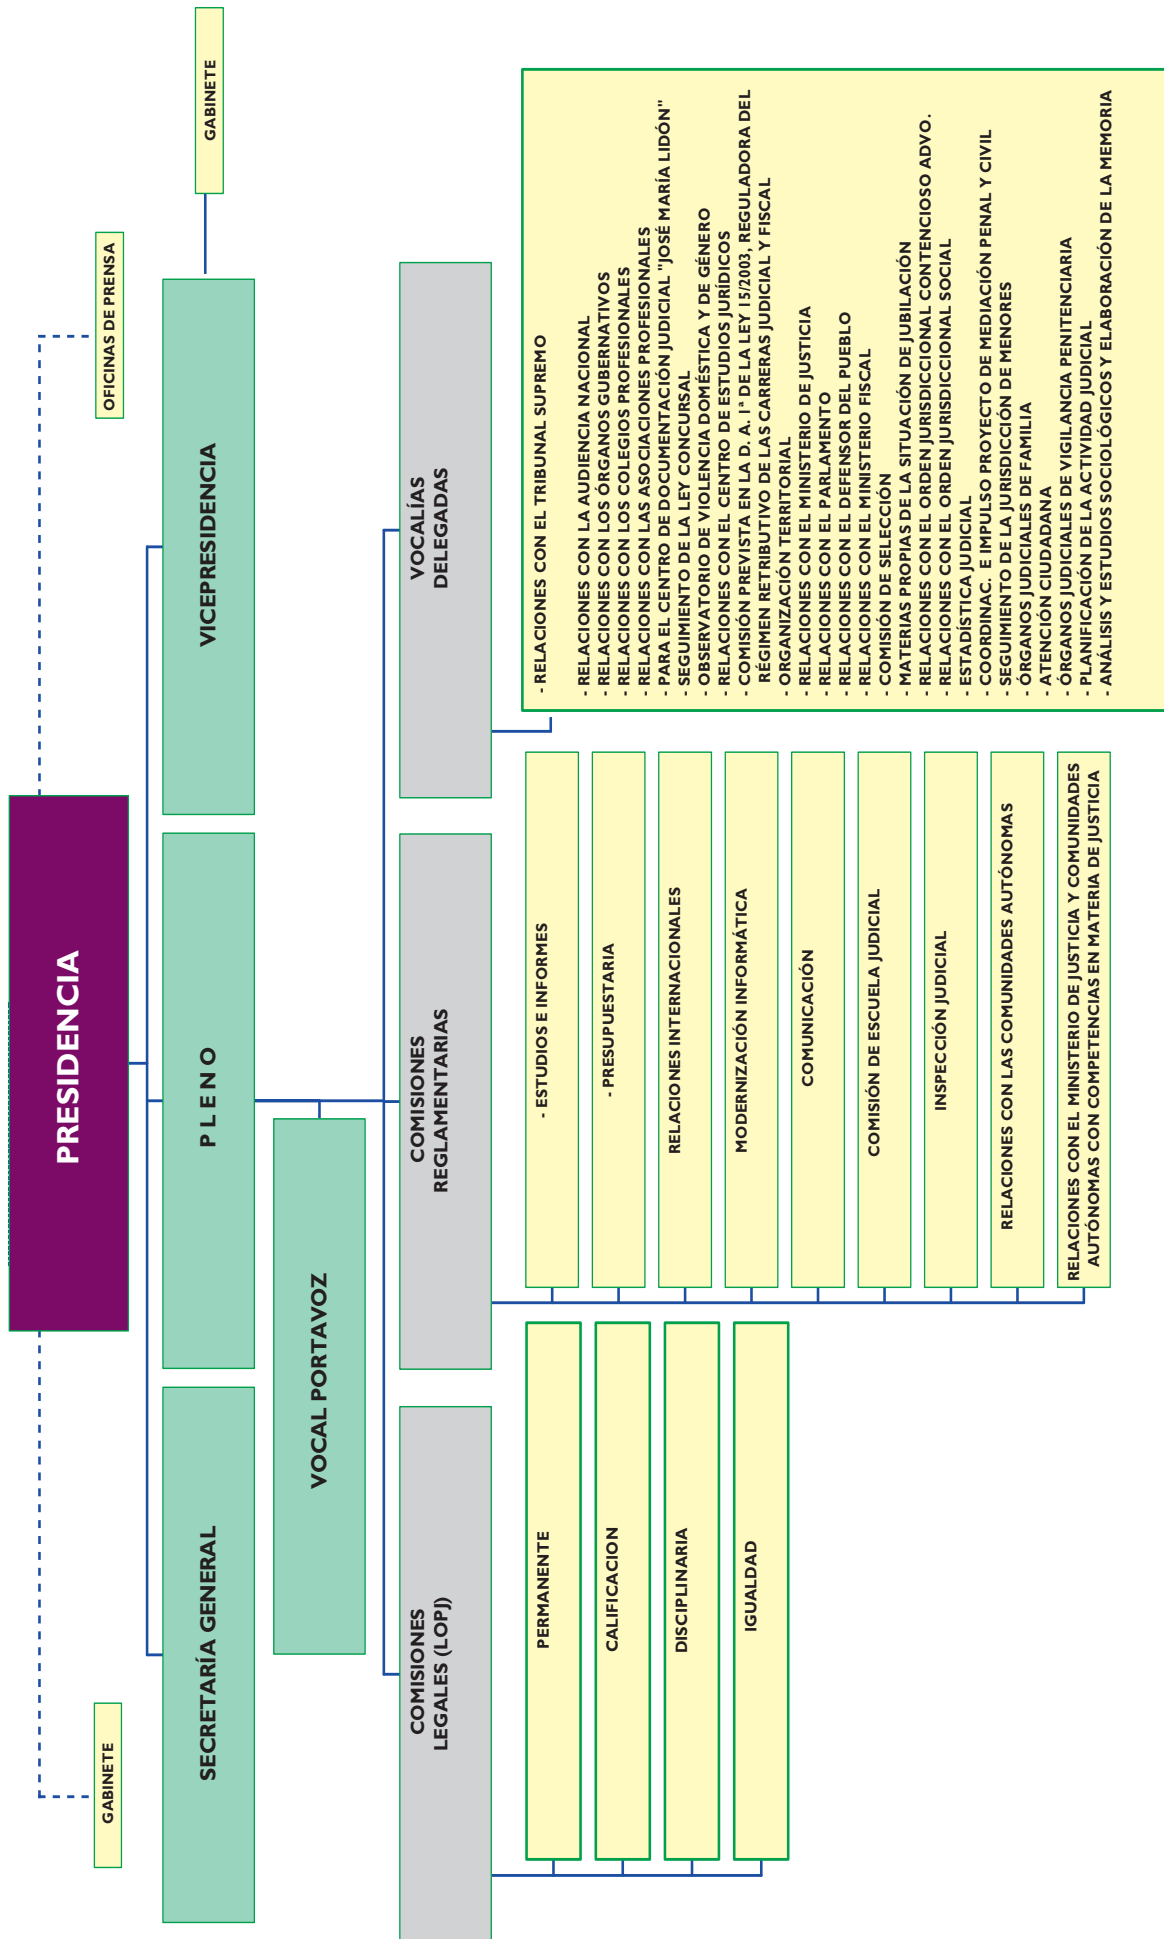 PRESIDENCIA
GABINETE
OFICINAS DE PRENSA
SECRETARÍA GENERAL
PLENO
VICEPRESIDENCIA
GABINETE
VOCAL PORTAVOZ
COMISIONES
LEGALES (LOPJ)
COMISIONES
REGLAMENTARIAS
VOCALÍAS
DELEGADAS
PERMANENTE
CALIFICACION
DISCIPLINARIA
IGUALDAD
- ESTUDIOS E INFORMES
- PRESUPUESTARIA
RELACIONES INTERNACIONALES
MODERNIZACIÓN INFORMÁTICA
COMUNICACIÓN
COMISIÓN DE ESCUELA JUDICIAL
INSPECCIÓN JUDICIAL
RELACIONES CON LAS COMUNIDADES AUTÓNOMAS
RELACIONES CON EL MINISTERIO DE JUSTICIA Y COMUNIDADES
AUTÓNOMAS CON COMPETENCIAS EN MATERIA DE JUSTICIA
- RELACIONES CON EL TRIBUNAL SUPREMO
- RELACIONES CON LA AUDIENCIA NACIONAL
- RELACIONES CON LOS ÓRGANOS GUBERNATIVOS
- RELACIONES CON LOS COLEGIOS PROFESIONALES
- RELACIONES CON LAS ASOCIACIONES PROFESIONALES
- PARA EL CENTRO DE DOCUMENTACIÓN JUDICIAL "JOSÉ MARÍA LIDÓN"
- SEGUIMIENTO DE LA LEY CONCURSAL
- OBSERVATORIO DE VIOLENCIA DOMÉSTICA Y DE GÉNERO
- RELACIONES CON EL CENTRO DE ESTUDIOS JURÍDICOS
- COMISIÓN PREVISTA EN LA D. A. 1ª DE LA LEY 15/2003, REGULADORA DEL
RÉGIMEN RETRIBUTIVO DE LAS CARRERAS JUDICIAL Y FISCAL
- ORGANIZACIÓN TERRITORIAL
- RELACIONES CON EL MINISTERIO DE JUSTICIA
- RELACIONES CON EL PARLAMENTO
- RELACIONES CON EL DEFENSOR DEL PUEBLO
- RELACIONES CON EL MINISTERIO FISCAL
- COMISIÓN DE SELECCIÓN
- MATERIAS PROPIAS DE LA SITUACIÓN DE JUBILACIÓN
- RELACIONES CON EL ORDEN JURISDICCIONAL CONTENCIOSO ADVO.
- RELACIONES CON EL ORDEN JURISDICCIONAL SOCIAL
- ESTADÍSTICA JUDICIAL
- COORDINAC. E IMPULSO PROYECTO DE MEDIACIÓN PENAL Y CIVIL
- SEGUIMIENTO DE LA JURISDICCIÓN DE MENORES
- ÓRGANOS JUDICIALES DE FAMILIA
- ATENCIÓN CIUDADANA
- ÓRGANOS JUDICIALES DE VIGILANCIA PENITENCIARIA
- PLANIFICACIÓN DE LA ACTIVIDAD JUDICIAL
- ANÁLISIS Y ESTUDIOS SOCIOLÓGICOS Y ELABORACIÓN DE LA MEMORIA